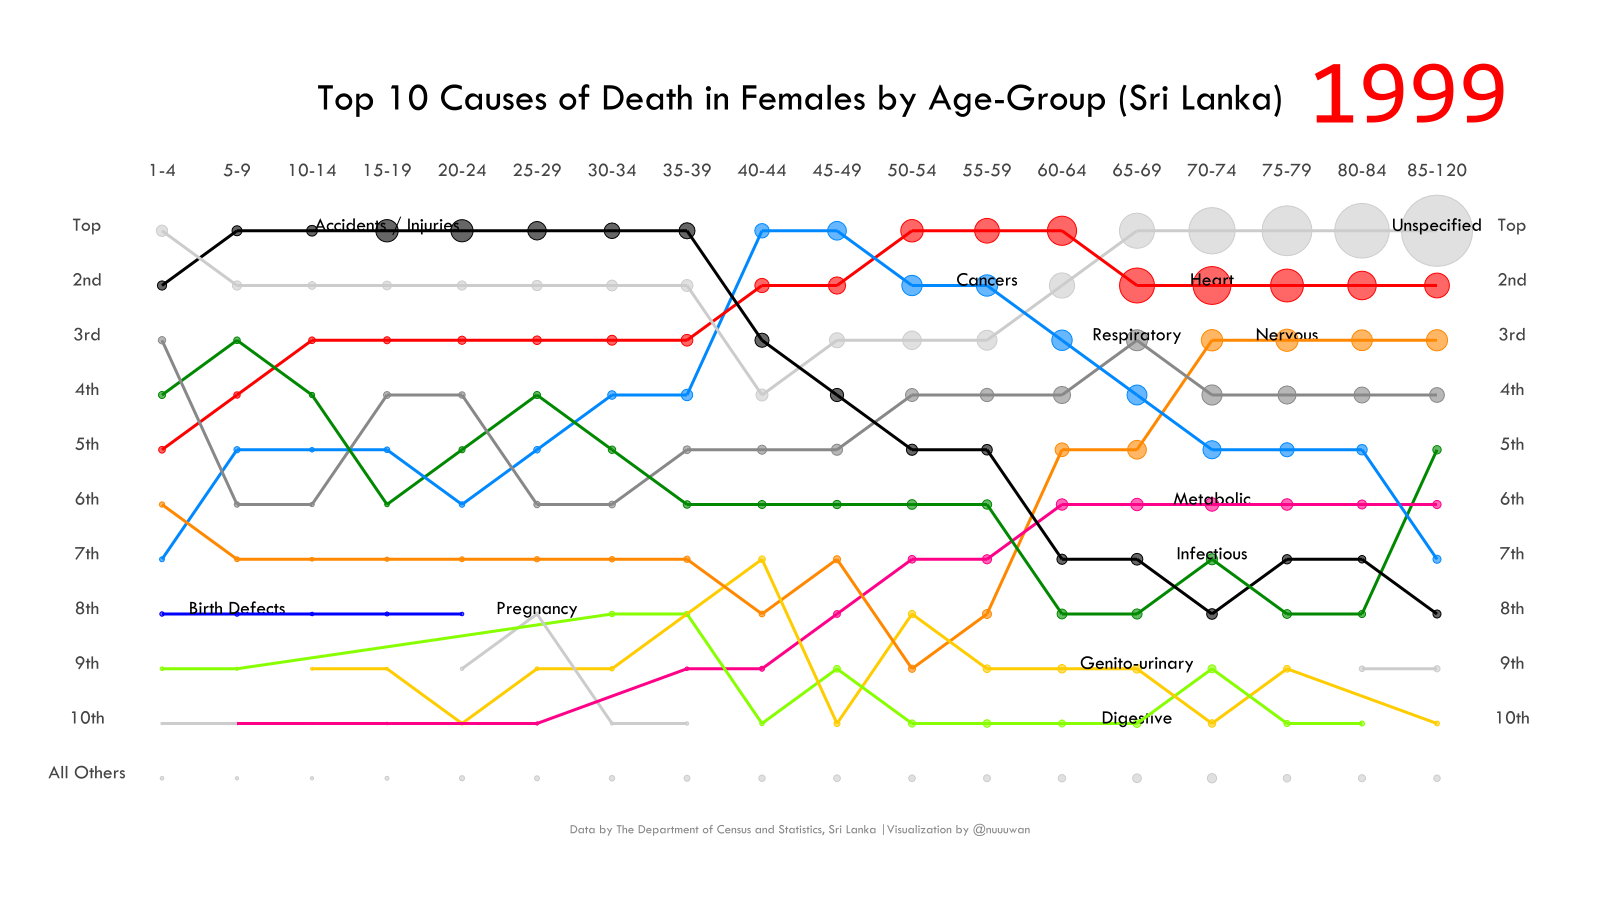 Top 10 Causes of Death in Females by Age-Group (Sri Lanka) 1999
1-4 5-9 10-14 15-19 20-24 25-29 30-34 35-39 40-44 45-49 50-54 55-59 60-64 65-69 70-74 75-79 80-84 85-120
Top Accidents / Injuries Unspecified Top
2nd Cancers Heart 2nd
3rd Respiratory Nervous 3rd
4th 4th
5th 5th
6th Metabolic 6th
7th Infectious 7th
8th Birth Defects Pregnancy 8th
9th Genito-urinary 9th
10th Digestive 10th
All Others
Data by The Department of Census and Statistics, Sri Lanka | Visualization by @nuuuwan